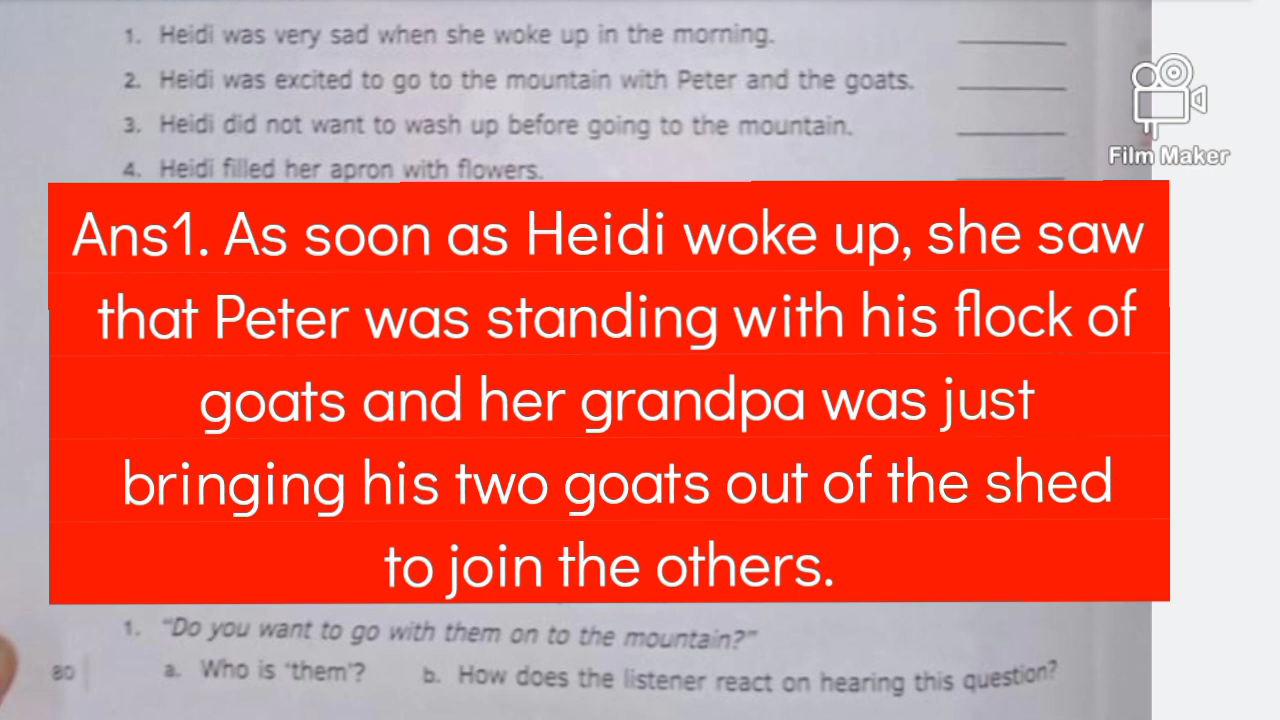 1. Heidi was very sad when she woke up in the morning.
2. Heidi was excited to go to the mountain with Peter and the goats.
3. Heidi did not want to wash up before going to the mountain.
4. Heidi filled her apron with flowers.
Film Maker
Ans1. As soon as Heidi woke up, she saw
that Peter was standing with his flock of
goats and her grandpa was just
bringing his two goats out of the shed
to join the others.
1. "Do you want to go with them on to the mountain?"
a. Who is 'them'? b. How does the listener react on hearing this question?
80